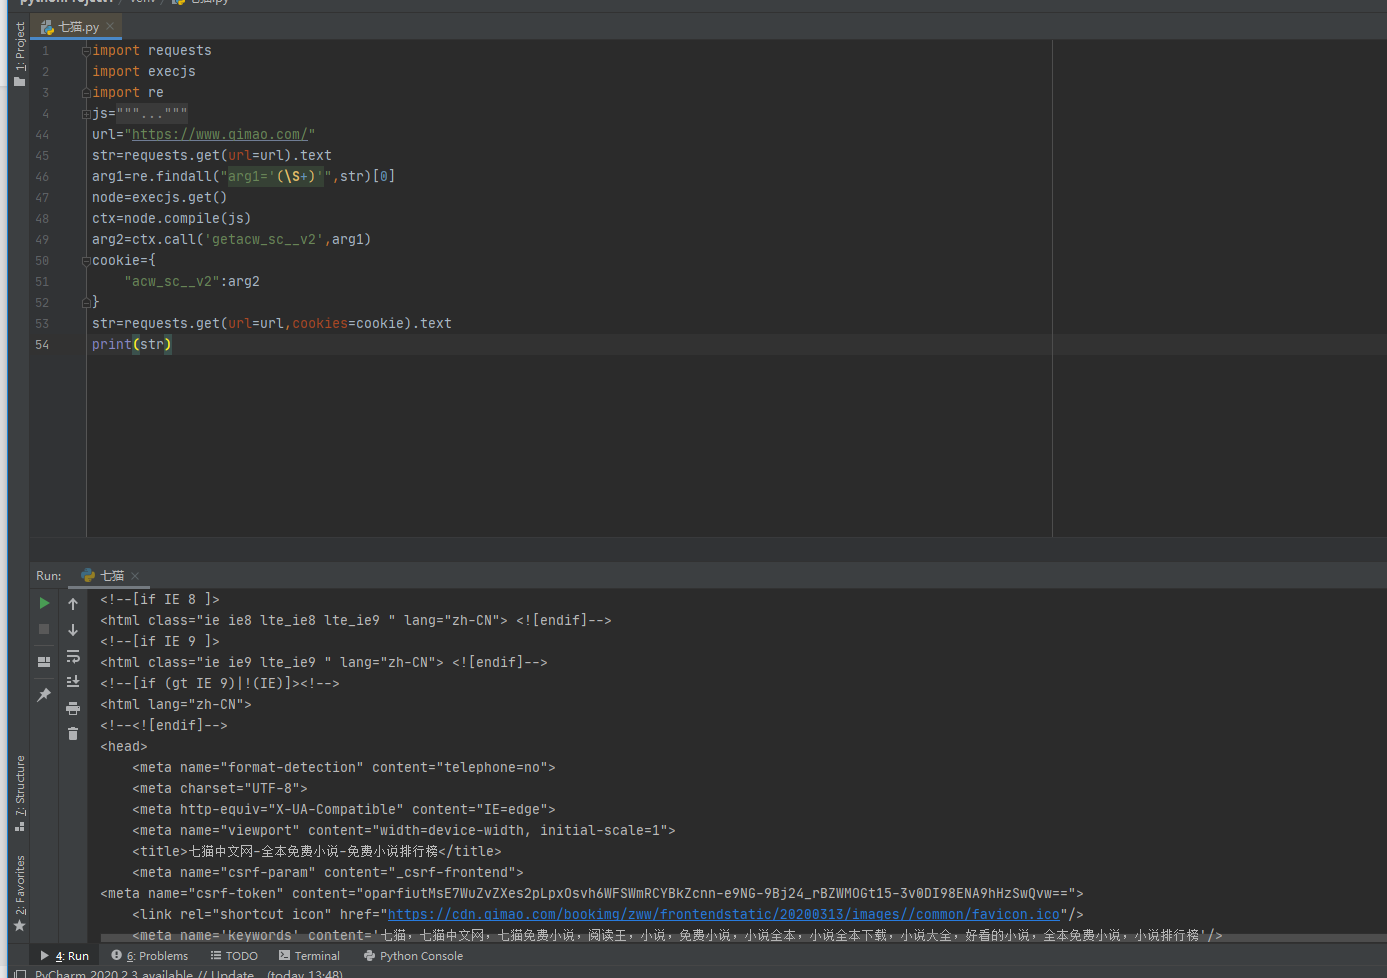 七猫.py
1: Project
1 import requests
2 import execjs
3 import re
4 js="""..."""
44 url="https://www.qimao.com/"
45 str=requests.get(url=url).text
46 arg1=re.findall("arg1='(\S+)'",str)[0]
47 node=execjs.get()
48 ctx=node.compile(js)
49 arg2=ctx.call('getacw_sc__v2',arg1)
50 cookie={
51 "acw_sc__v2":arg2
52 }
53 str=requests.get(url=url,cookies=cookie).text
54 print(str)
Run: 七猫
<!--[if IE 8 ]>
<html class="ie ie8 lte_ie8 lte_ie9 " lang="zh-CN"> <![endif]-->
<!--[if IE 9 ]>
<html class="ie ie9 lte_ie9 " lang="zh-CN"> <![endif]-->
<!--[if (gt IE 9)|!(IE)]><!-->
<html lang="zh-CN">
<!--<![endif]-->
<head>
<meta name="format-detection" content="telephone=no">
<meta charset="UTF-8">
<meta http-equiv="X-UA-Compatible" content="IE=edge">
<meta name="viewport" content="width=device-width, initial-scale=1">
<title>七猫中文网-全本免费小说-免费小说排行榜</title>
<meta name="csrf-param" content="_csrf-frontend">
<meta name="csrf-token" content="oparfiutMsE7WuZvZXes2pLpxOsvh6WFSWmRCYBkZcnn-e9NG-9Bj24_rBZWMOGt15-3v0DI98ENA9hHzSwQvw==">
<link rel="shortcut icon" href="https://cdn.qimao.com/bookimg/zww/frontendstatic/20200313/images//common/favicon.ico"/>
<meta name='keywords' content='七猫，七猫中文网，七猫免费小说，阅读王，小说，免费小说，小说全本，小说全本下载，小说大全，好看的小说，全本免费小说，小说排行榜'/>
7: Structure
2: Favorites
4: Run 6: Problems TODO Terminal Python Console
PyCharm 2020.2.3 available // Update... (today 13:48)